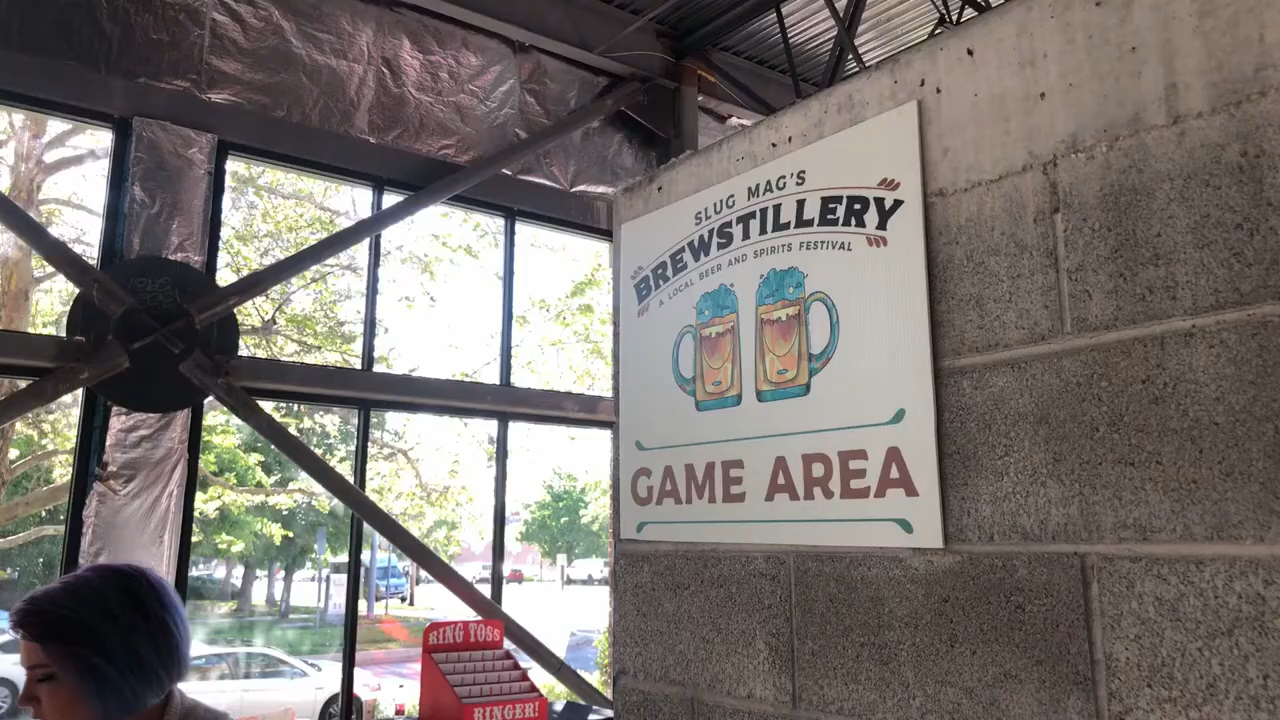 SLUG MAG'S
BREWSTILLERY
A LOCAL BEER AND SPIRITS FESTIVAL
GAME AREA
RING TOSS
RINGER!